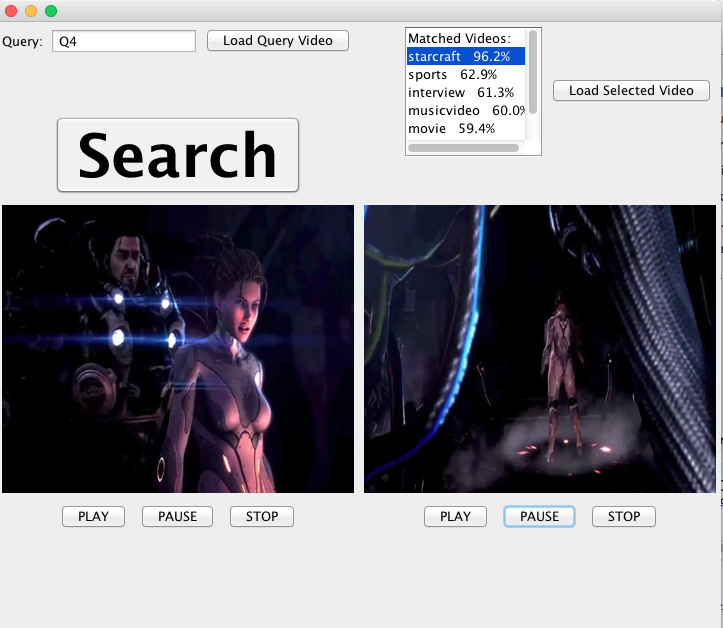 Query: Q4 Load Query Video
Matched Videos:
starcraft 96.2%
sports 62.9%
interview 61.3%
musicvideo 60.0%
movie 59.4%
Load Selected Video
Search
PLAY PAUSE STOP
PLAY PAUSE STOP